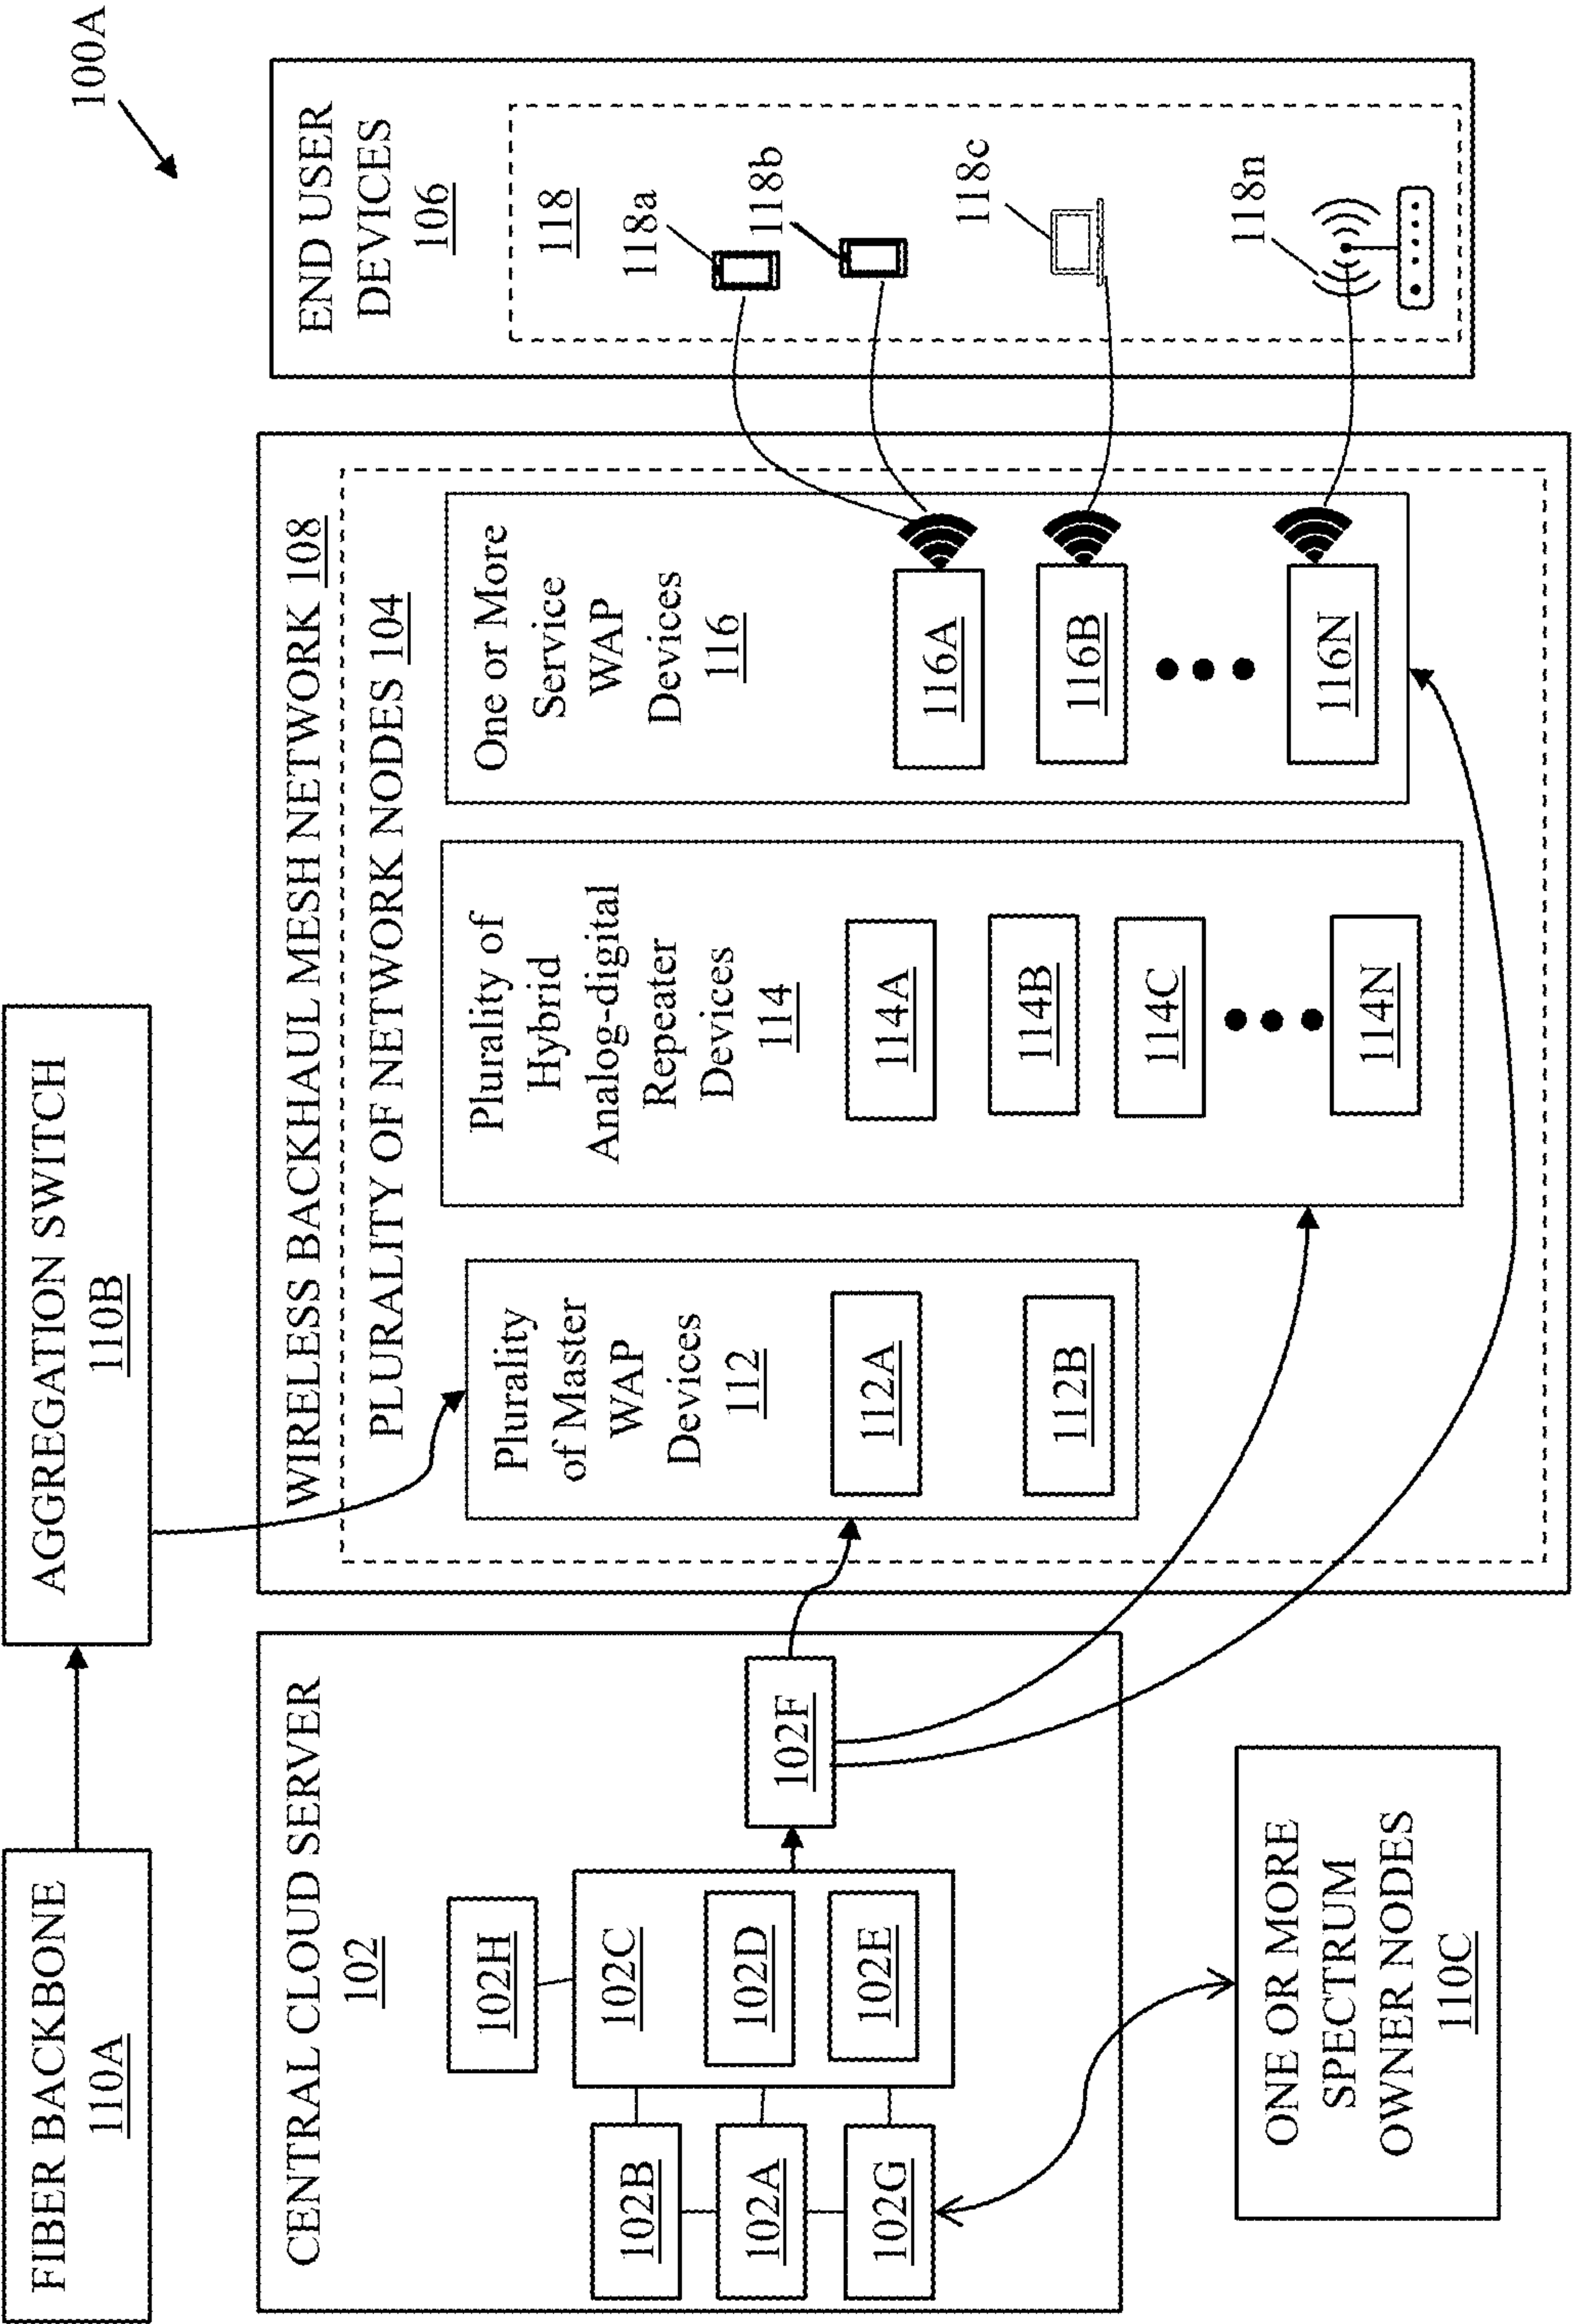 100A
FIBER BACKBONE
110A
AGGREGATION SWITCH
110B
CENTRAL CLOUD SERVER
102
102H
102B
102A
102G
102C
102D
102E
102F
ONE OR MORE
SPECTRUM
OWNER NODES
110C
WIRELESS BACKHAUL MESH NETWORK 108
PLURALITY OF NETWORK NODES 104
Plurality
of Master
WAP
Devices
112
112A
112B
Plurality of
Hybrid
Analog-digital
Repeater
Devices
114
114A
114B
114C
114N
One or More
Service
WAP
Devices
116
116A
116B
116N
END USER
DEVICES
106
118
118a
118b
118c
118n